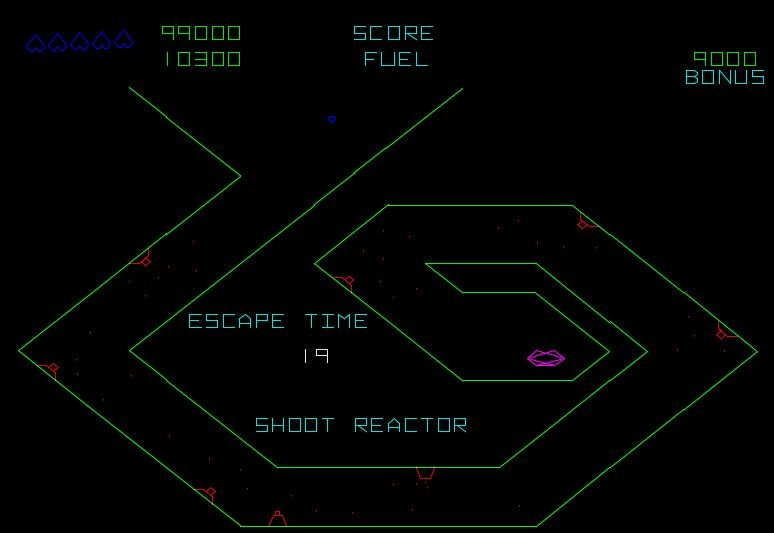 99000 SCORE
10300 FUEL
9000
BONUS
ESCAPE TIME
19
SHOOT REACTOR